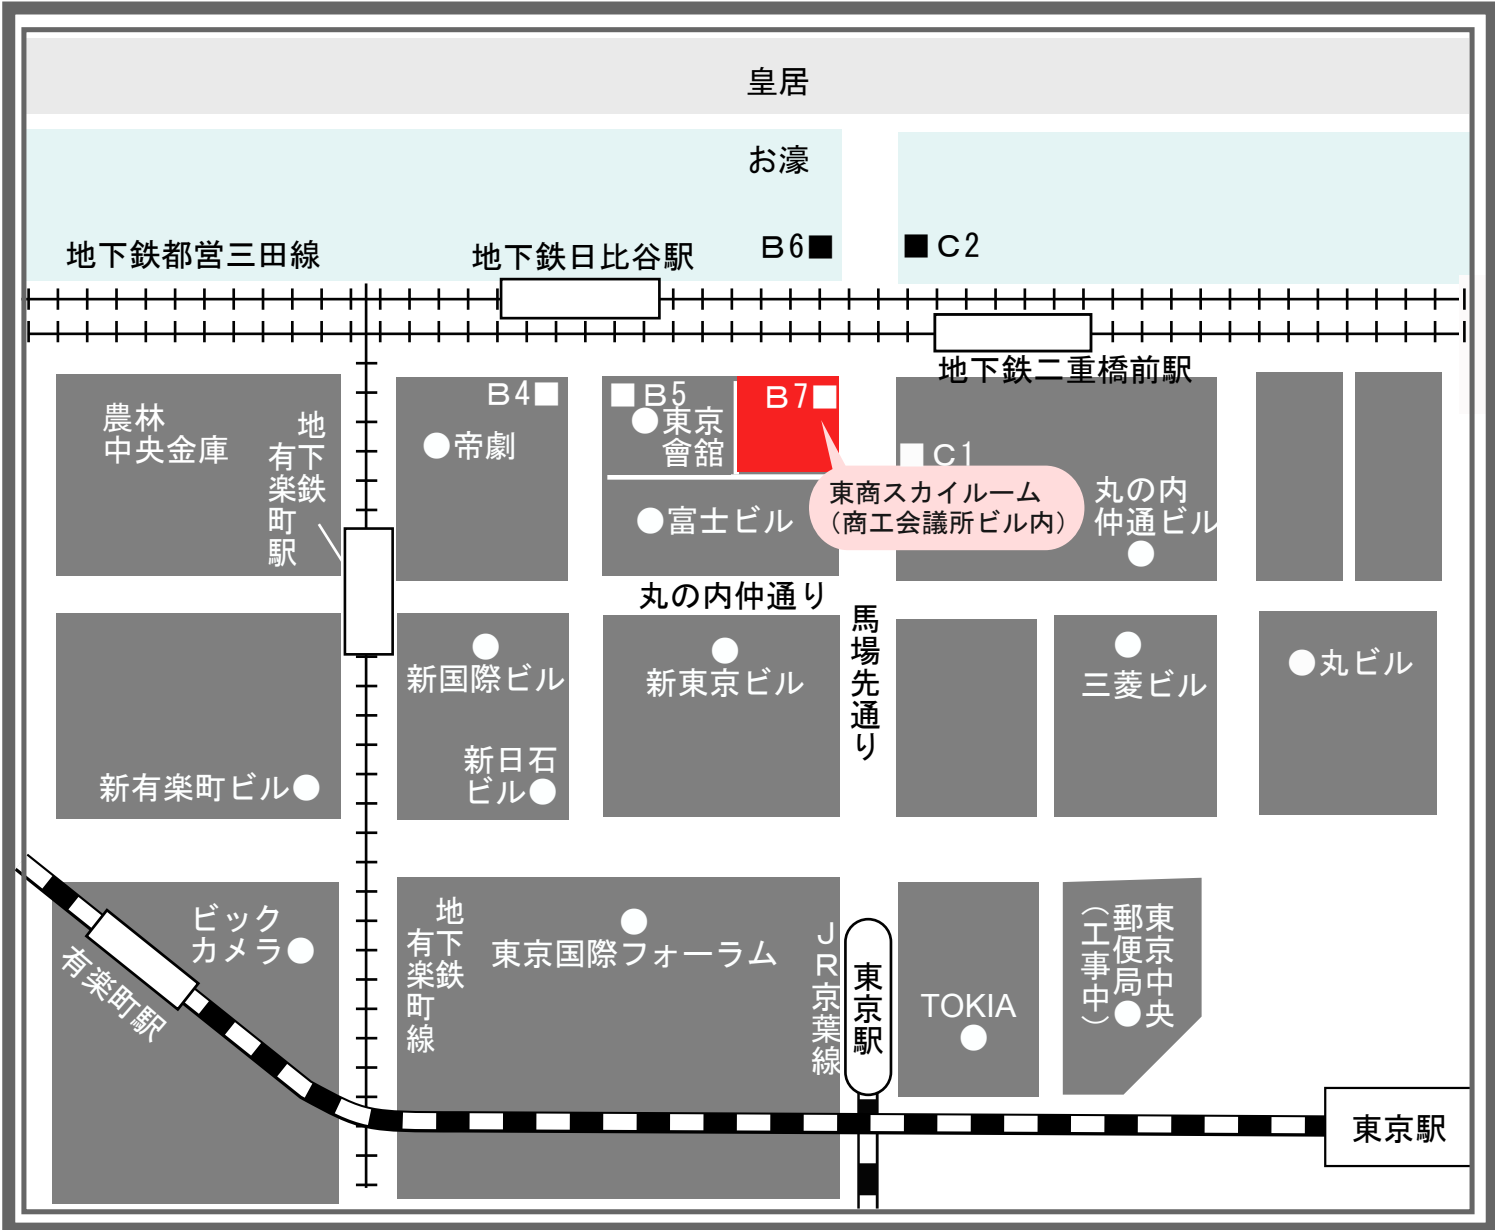 皇居
お濠
地下鉄都営三田線
地下鉄日比谷駅
B6
C2
地下鉄二重橋前駅
農林
中央金庫
地下鉄
有楽町駅
B4
帝劇
B5
東京
會舘
B7
富士ビル
東商スカイルーム
(商工会議所ビル内)
C1
丸の内
仲通ビル
丸の内仲通り
馬場先通り
新有楽町ビル
新国際ビル
新日石
ビル
新東京ビル
三菱ビル
丸ビル
有楽町駅
ビック
カメラ
地下鉄
有楽町線
東京国際フォーラム
JR京葉線
東京駅
TOKIA
東京中央
郵便局
(工事中)
東京駅